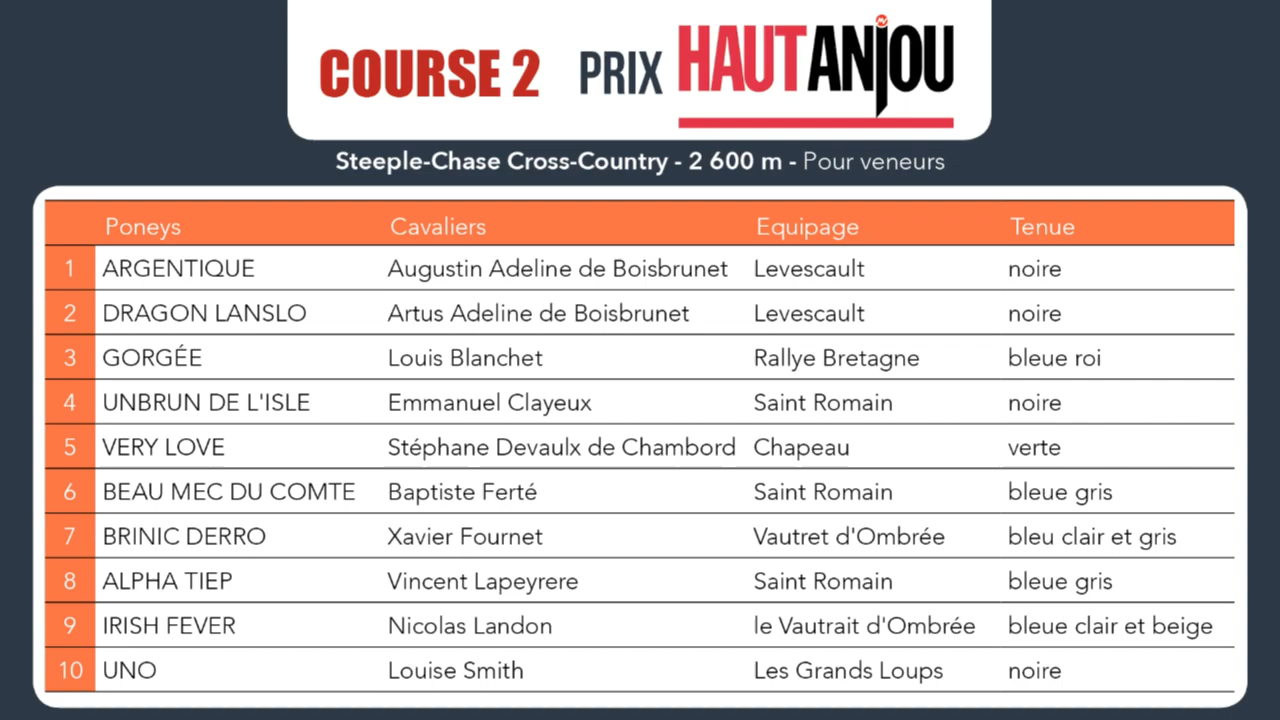 COURSE 2 PRIX HAUTANJOU
Steeple-Chase Cross-Country - 2 600 m - Pour veneurs
Poneys Cavaliers Equipage Tenue
1 ARGENTIQUE Augustin Adeline de Boisbrunet Levescault noire
2 DRAGON LANSLO Artus Adeline de Boisbrunet Levescault noire
3 GORGÉE Louis Blanchet Rallye Bretagne bleue roi
4 UNBRUN DE L'ISLE Emmanuel Clayeux Saint Romain noire
5 VERY LOVE Stéphane Devaulx de Chambord Chapeau verte
6 BEAU MEC DU COMTE Baptiste Ferté Saint Romain bleue gris
7 BRINIC DERRO Xavier Fournet Vautret d'Ombrée bleu clair et gris
8 ALPHA TIEP Vincent Lapeyrere Saint Romain bleue gris
9 IRISH FEVER Nicolas Landon le Vautrait d'Ombrée bleue clair et beige
10 UNO Louise Smith Les Grands Loups noire